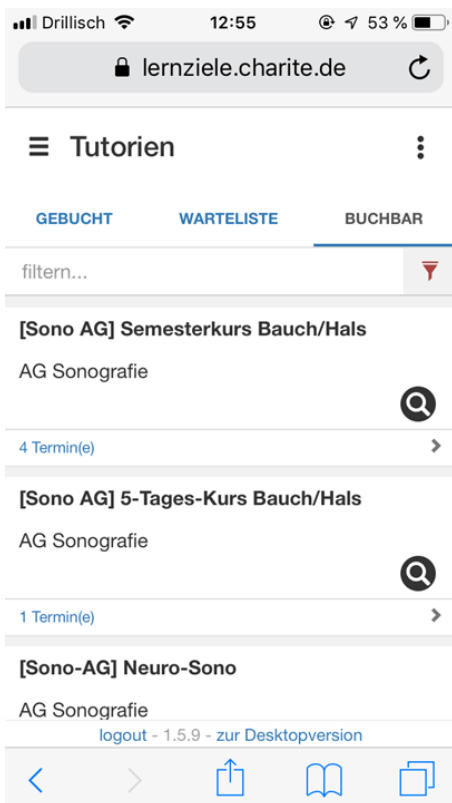 Drillisch 12:55 53 %
lernziele.charite.de
Tutorien
GEBUCHT WARTELISTE BUCHBAR
filtern...
[Sono AG] Semesterkurs Bauch/Hals
AG Sonografie
4 Termin(e)
[Sono AG] 5-Tages-Kurs Bauch/Hals
AG Sonografie
1 Termin(e)
[Sono-AG] Neuro-Sono
AG Sonografie
logout - 1.5.9 - zur Desktopversion